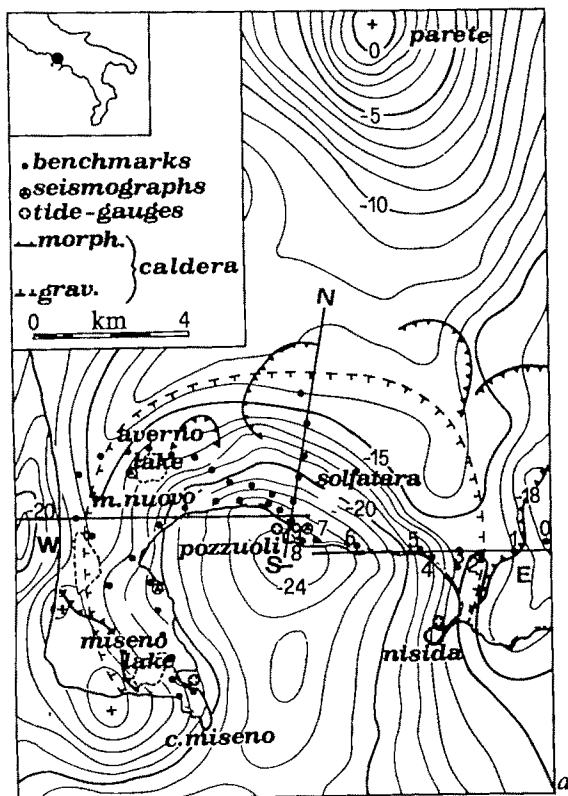 parete
0
-5
-10
benchmarks
seismographs
tide-gauges
morph.
caldera
grav.
0 km 4
N
averno
lake
-15
solfatara
m.nuovo
-20
-20
18
W
pozzuoli
7
6
5
1
0
8
4
2
E
S
-24
miseno
lake
nisida
c.miseno
a